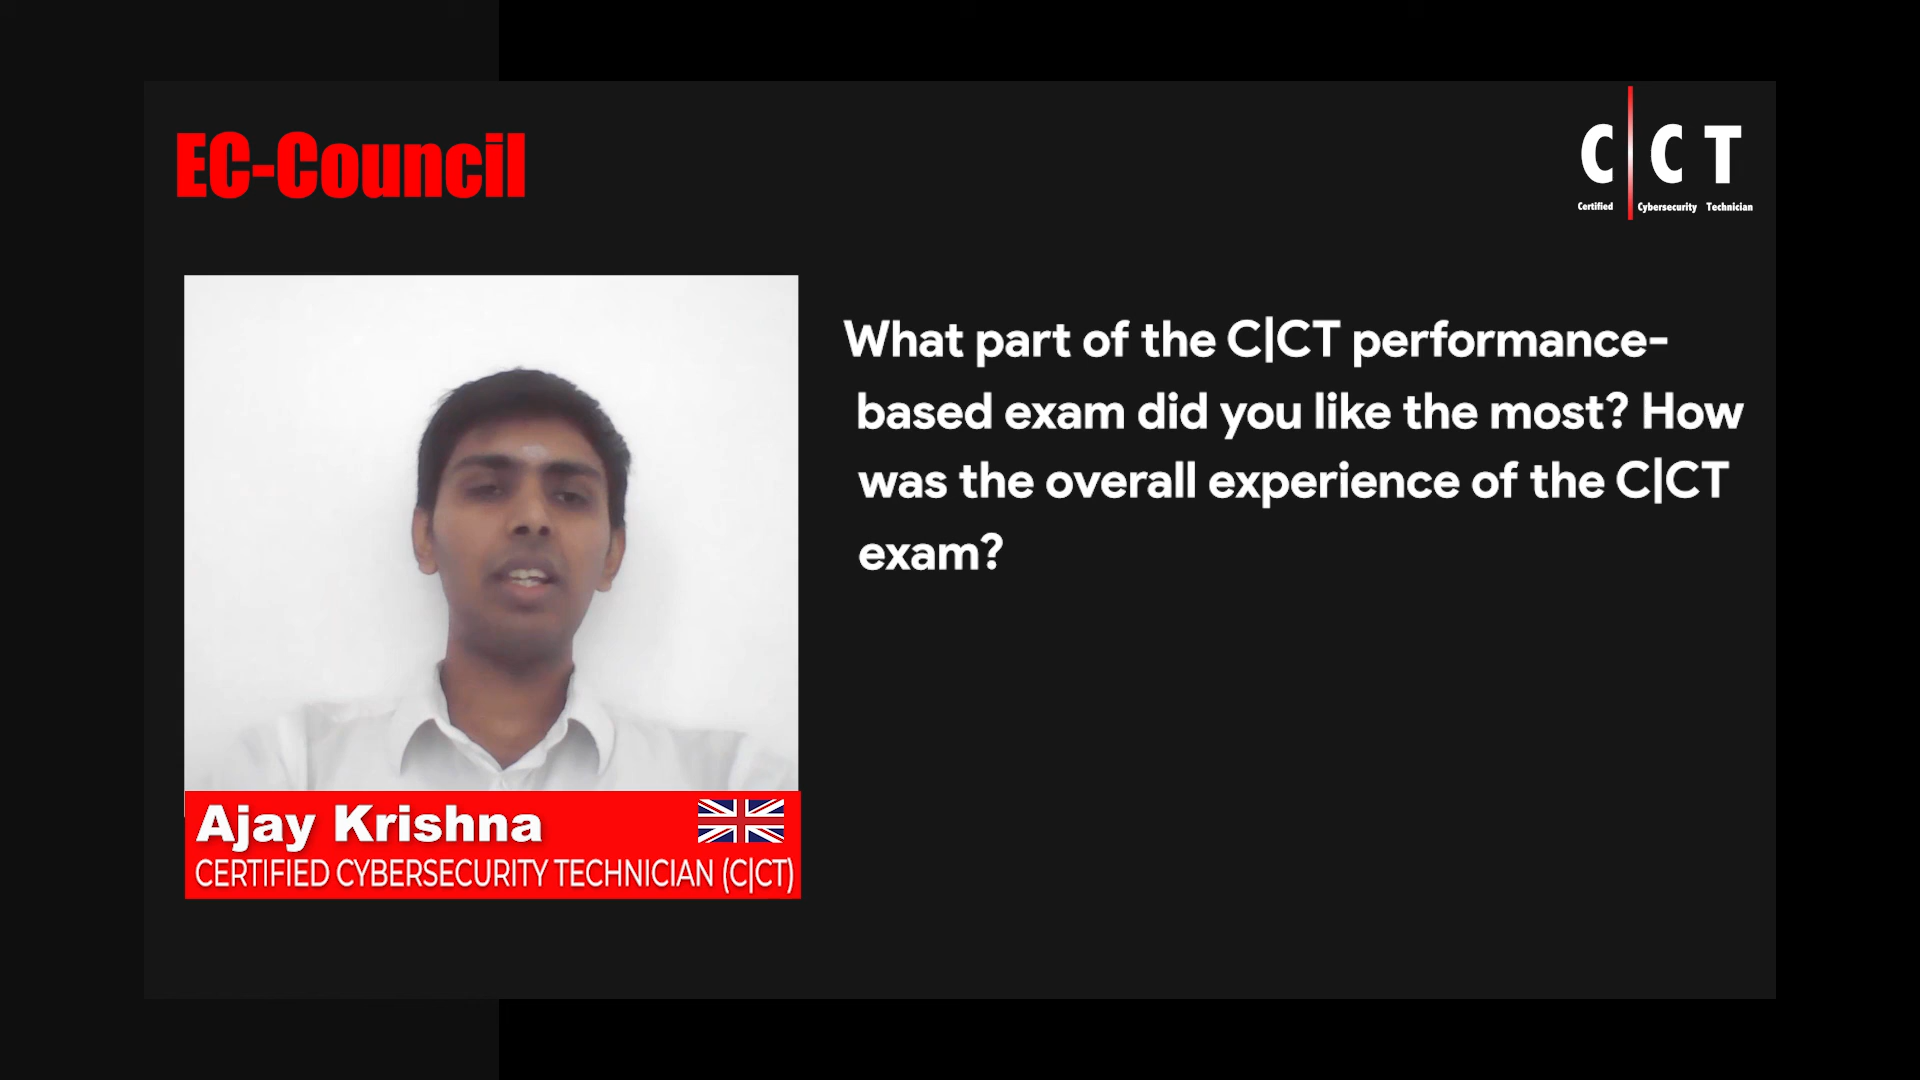 EC-Council
C|CT
Certified Cybersecurity Technician
What part of the C|CT performance-
based exam did you like the most? How
was the overall experience of the C|CT
exam?
Ajay Krishna
CERTIFIED CYBERSECURITY TECHNICIAN (C|CT)